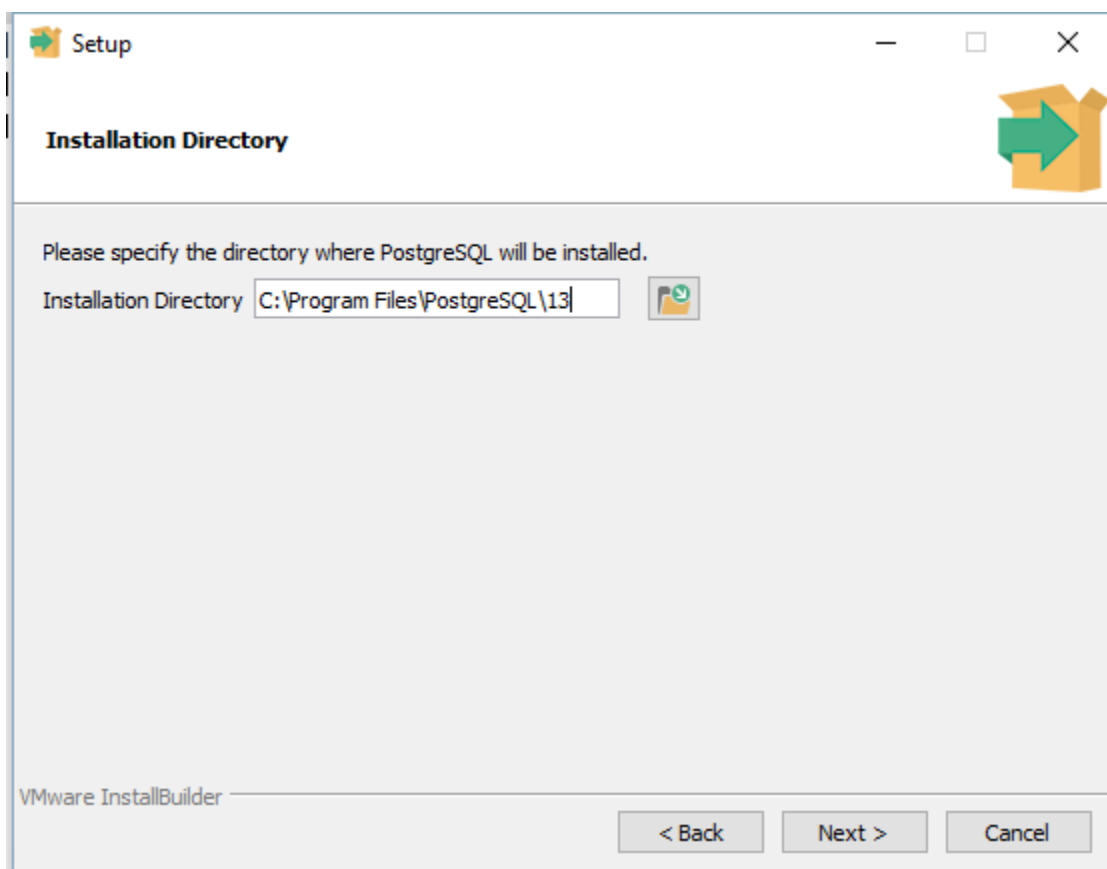 Setup
Installation Directory
Please specify the directory where PostgreSQL will be installed.
Installation Directory C:\Program Files\PostgreSQL\13
VMware InstallBuilder
< Back Next > Cancel